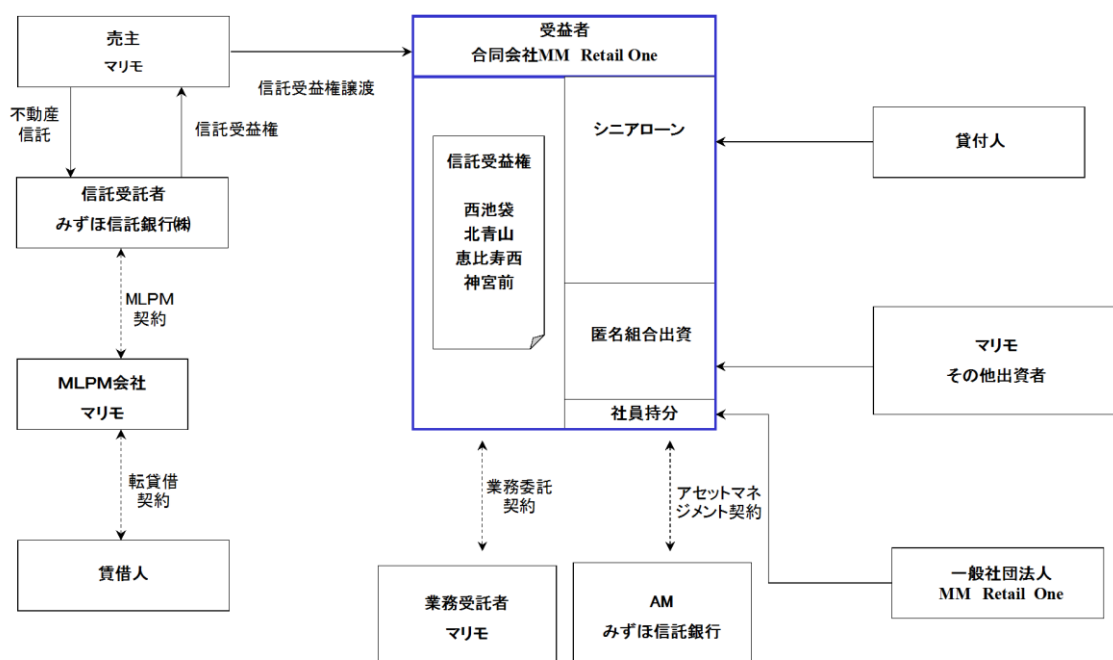 売主
マリモ
受益者
合同会社MM Retail One
信託受益権譲渡
不動産
信託
信託受益権
信託受託者
みずほ信託銀行㈱
信託受益権
西池袋
北青山
恵比寿西
神宮前
シニアローン
貸付人
匿名組合出資
マリモ
その他出資者
社員持分
MLPM
契約
MLPM会社
マリモ
転貸借
契約
賃借人
業務委託
契約
アセットマネ
ジメント契約
業務受託者
マリモ
AM
みずほ信託銀行
一般社団法人
MM Retail One